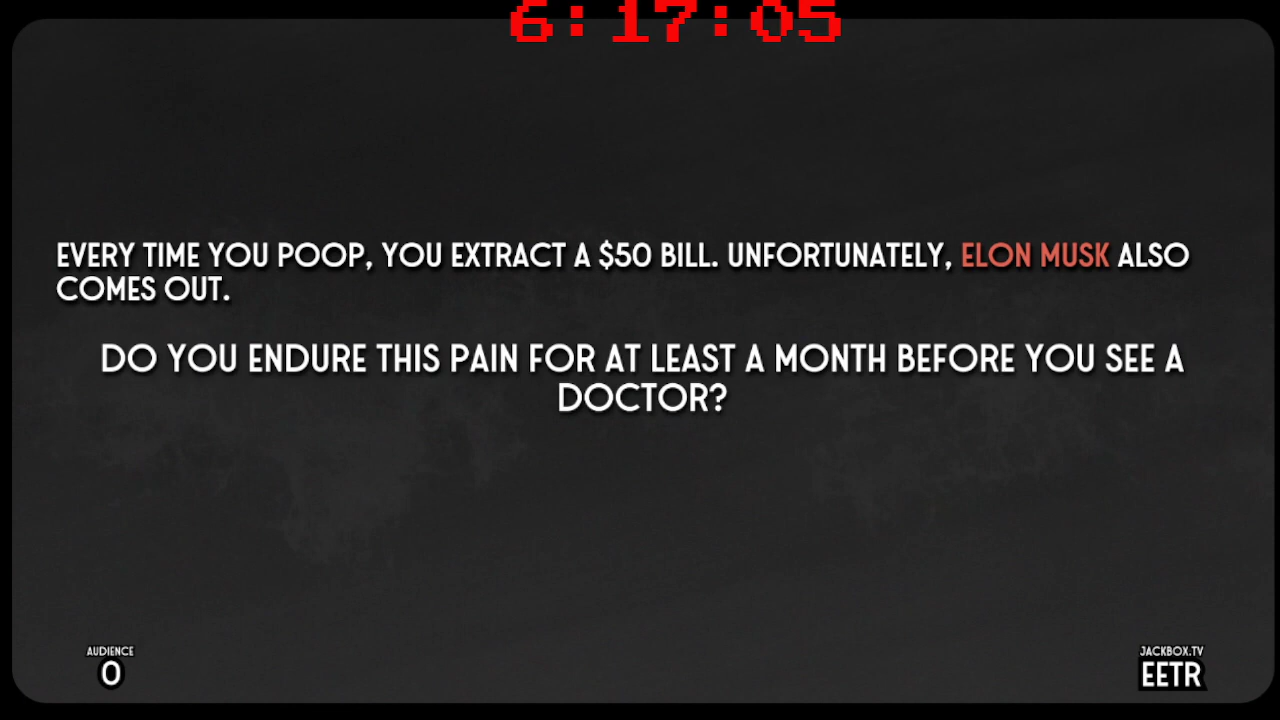 6:17:05
EVERY TIME YOU POOP, YOU EXTRACT A $50 BILL. UNFORTUNATELY, ELON MUSK ALSO
COMES OUT.
DO YOU ENDURE THIS PAIN FOR AT LEAST A MONTH BEFORE YOU SEE A
DOCTOR?
AUDIENCE
0
JACKBOX.TV
EETR